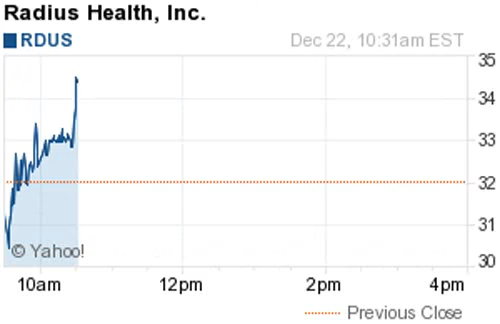 Radius Health, Inc.
RDUS Dec 22, 10:31am EST
35
34
33
32
31
30
© Yahoo!
10am 12pm 2pm 4pm
Previous Close